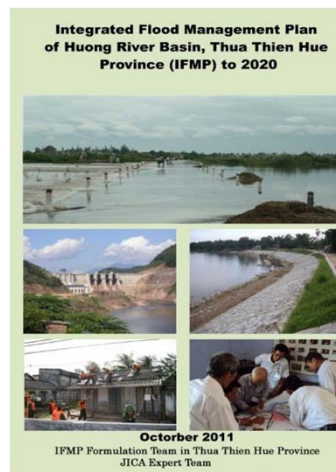 Integrated Flood Management Plan
of Huong River Basin, Thua Thien Hue
Province (IFMP) to 2020
Octorber 2011
IFMP Formulation Team in Thua Thien Hue Province
JICA Expert Team